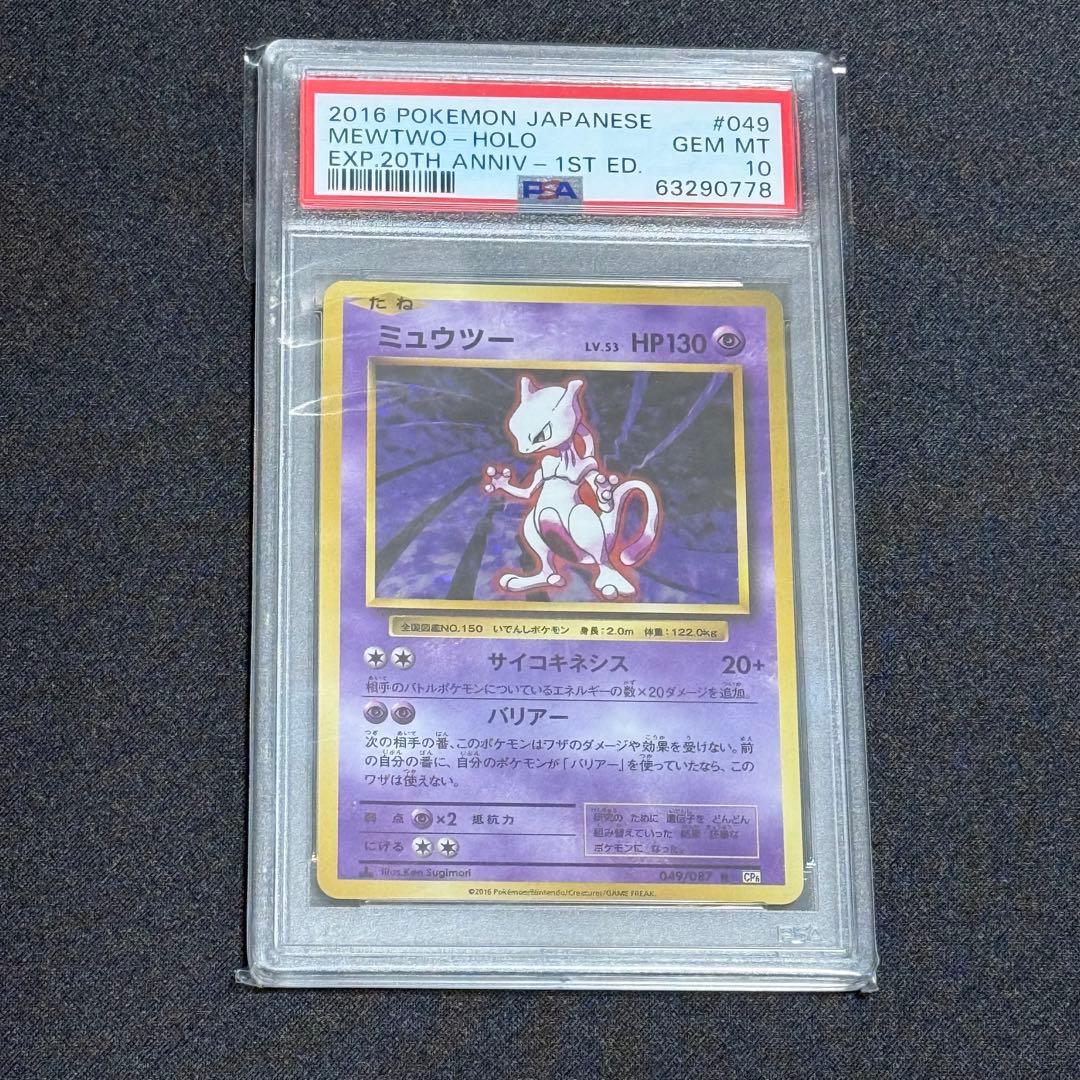 2016 POKEMON JAPANESE #049
MEWTWO-HOLO GEM MT
EXP.20TH ANNIV-1ST ED. 10
PSA 63290778
たね
ミュウツー LV.53 HP130
全国図鑑NO.150 いでんしポケモン 身長:2.0m 体重:122.0kg
サイコキネシス 20+
相手のバトルポケモンについているエネルギーの数×20ダメージを追加。
バリアー
次の相手の番、このポケモンはワザのダメージや効果を受けない。前
の自分の番に、自分のポケモンが「バリアー」を使っていたなら、この
ワザは使えない。
弱点 ×2 抵抗力
にげる
研究の ために 遺伝子を どんどん
組み替えていった 結果
ポケモンに なった。
Illus.Ken Sugimori
049/087 R CP6
©2016 Pokémon/Nintendo/Creatures/GAME FREAK.
PSA